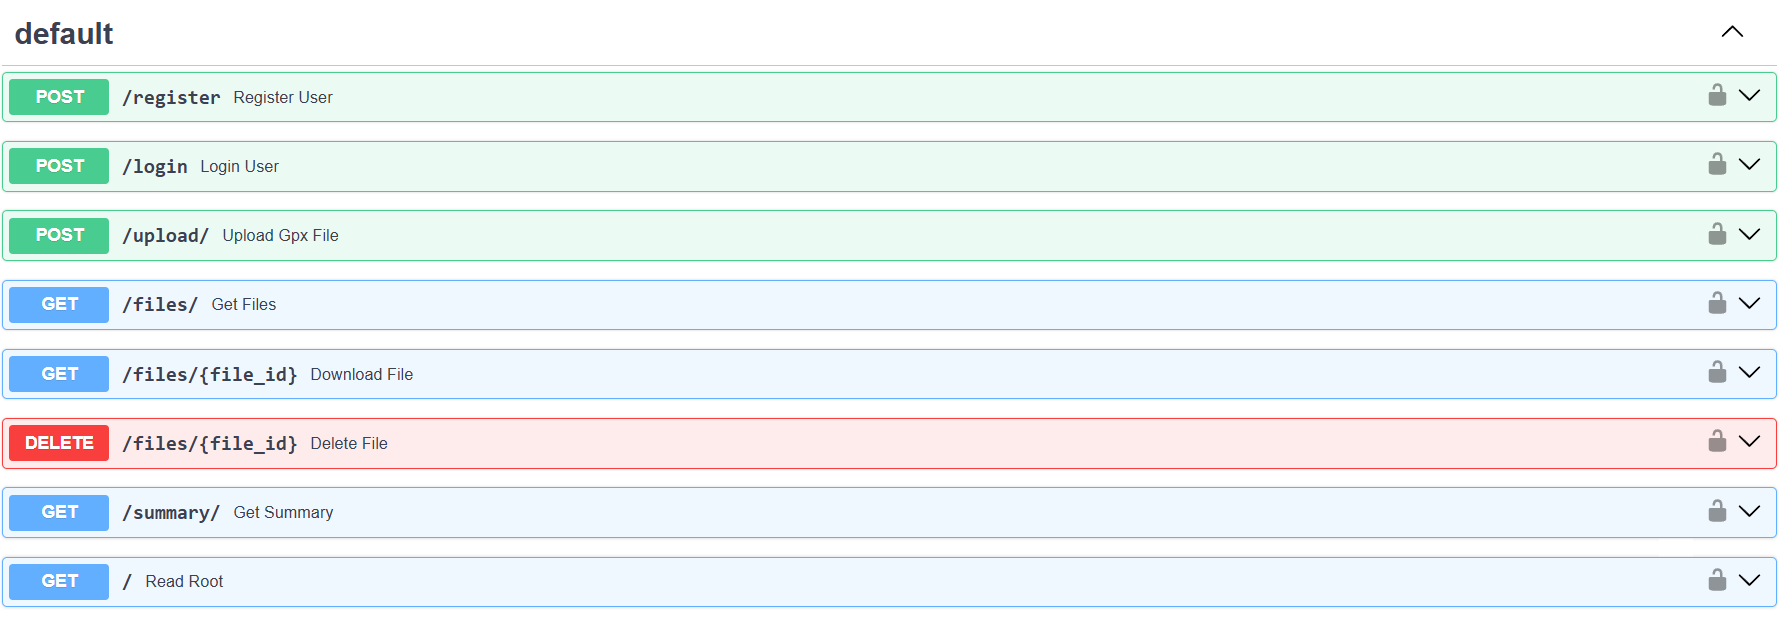 default
POST /register Register User
POST /login Login User
POST /upload/ Upload Gpx File
GET /files/ Get Files
GET /files/{file_id} Download File
DELETE /files/{file_id} Delete File
GET /summary/ Get Summary
GET / Read Root